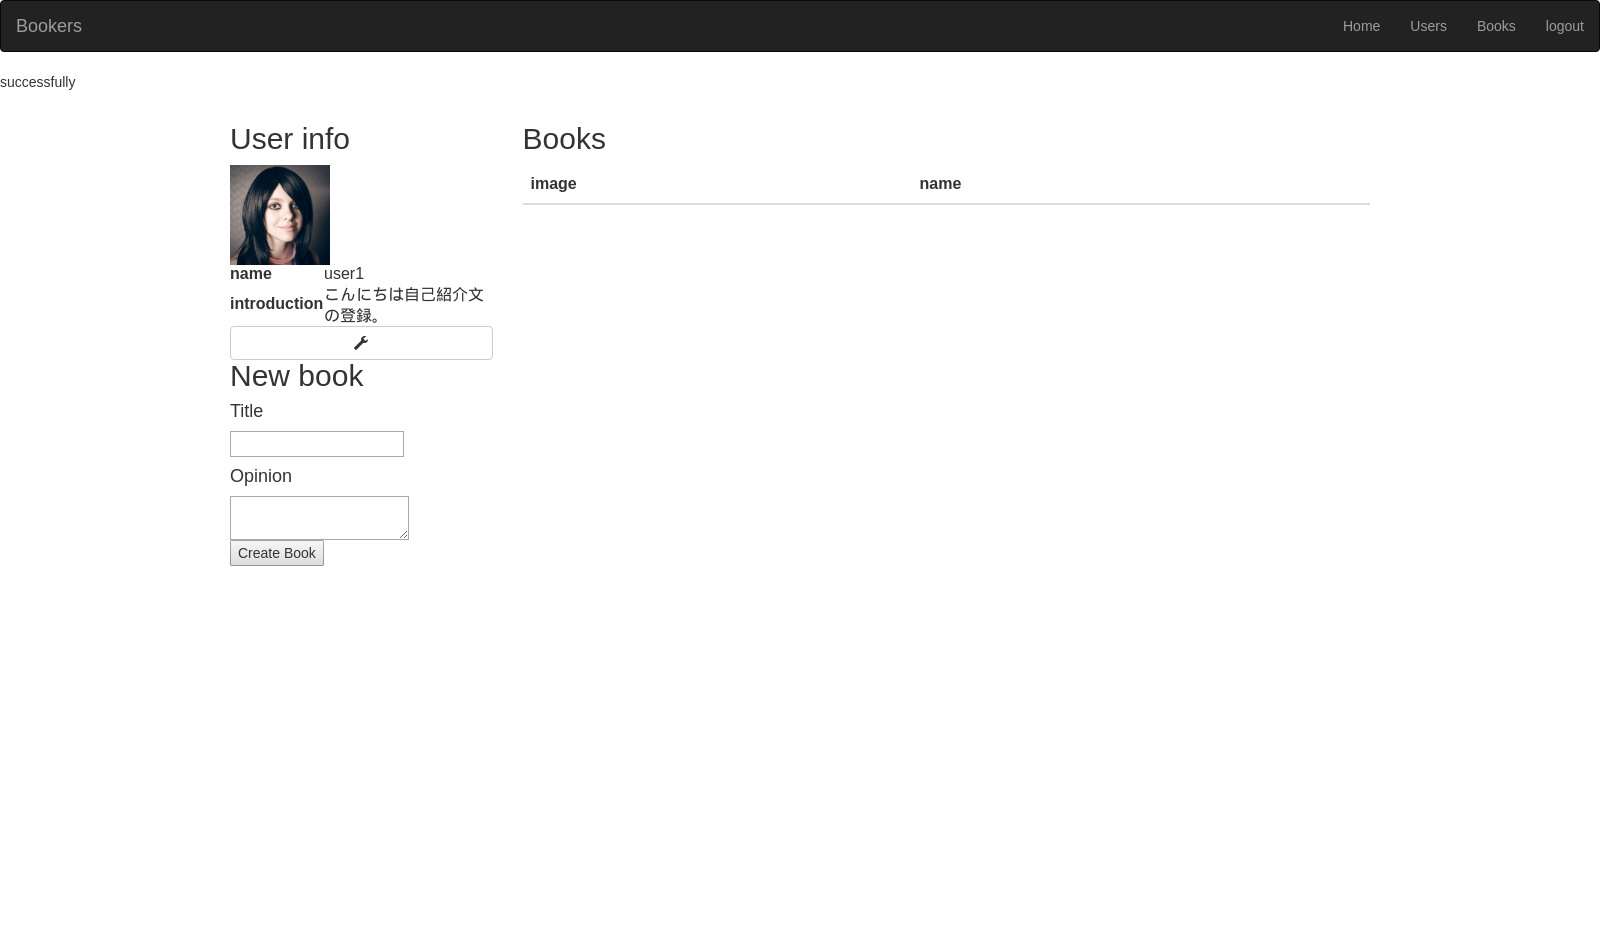 Bookers
Home Users Books logout
successfully
User info
name user1
introduction こんにちは自己紹介文
の登録。
New book
Title
Opinion
Create Book
Books
image name